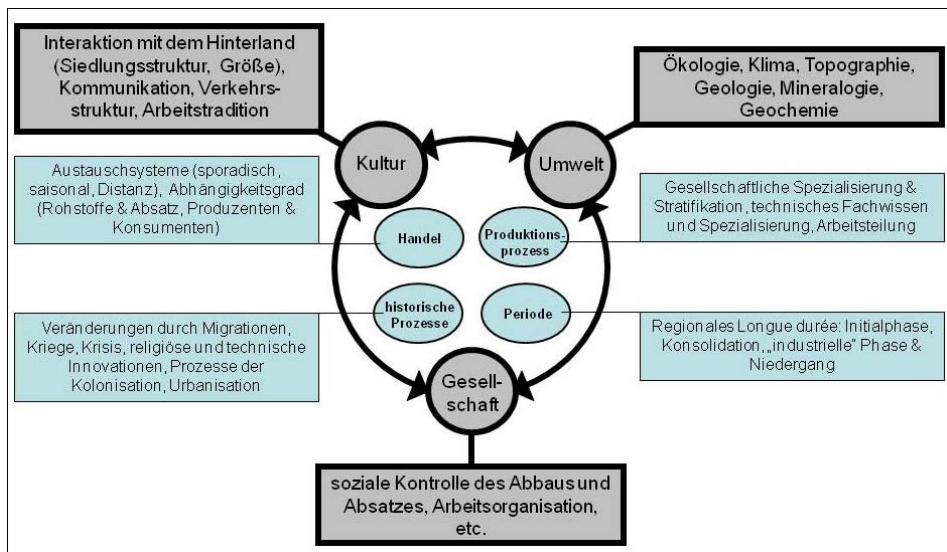 Interaktion mit dem Hinterland
(Siedlungsstruktur, Größe),
Kommunikation, Verkehrs-
struktur, Arbeitstradition
Ökologie, Klima, Topographie,
Geologie, Mineralogie,
Geochemie
Kultur
Umwelt
Austauschsysteme (sporadisch,
saisonal, Distanz), Abhängigkeitsgrad
(Rohstoffe & Absatz, Produzenten &
Konsumenten)
Gesellschaftliche Spezialisierung &
Stratifikation, technisches Fachwissen
und Spezialisierung, Arbeitsteilung
Handel
Produktions-
prozess
historische
Prozesse
Periode
Veränderungen durch Migrationen,
Kriege, Krisis, religiöse und technische
Innovationen, Prozesse der
Kolonisation, Urbanisation
Regionales Longue durée: Initialphase,
Konsolidation, „industrielle" Phase &
Niedergang
Gesell-
schaft
soziale Kontrolle des Abbaus und
Absatzes, Arbeitsorganisation,
etc.